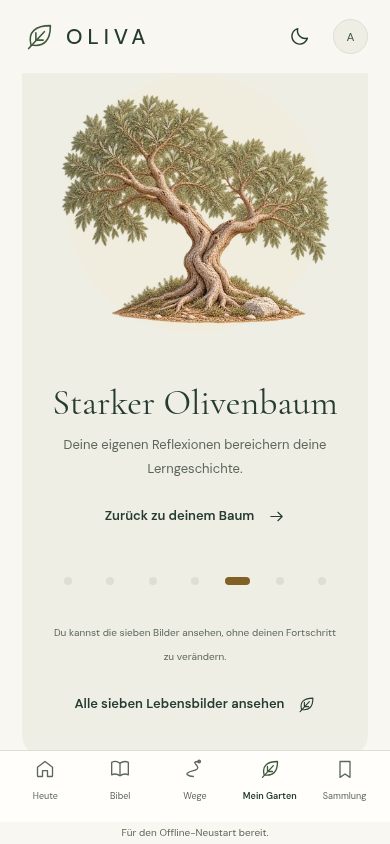 OLIVA
A
Starker Olivenbaum
Deine eigenen Reflexionen bereichern deine
Lerngeschichte.
Zurück zu deinem Baum
Du kannst die sieben Bilder ansehen, ohne deinen Fortschritt
zu verändern.
Alle sieben Lebensbilder ansehen
Heute
Bibel
Wege
Mein Garten
Sammlung
Für den Offline-Neustart bereit.